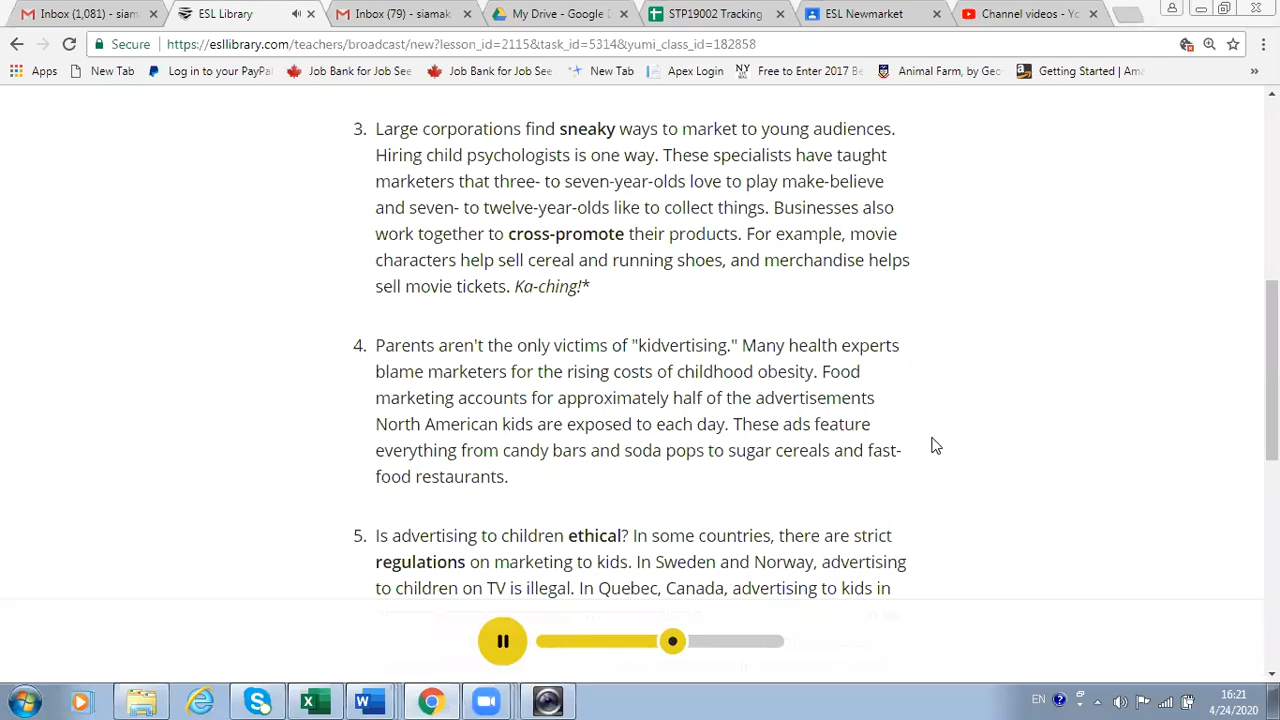 Inbox (1,081) - siam
ESL Library
Inbox (79) - siamak
My Drive - Google D
STP19002 Tracking
ESL Newmarket
Channel videos - Yo
Secure
https://esllibrary.com/teachers/broadcast/new?lesson_id=2115&task_id=5314&yumi_class_id=182858
Apps
New Tab
Log in to your PayPa
Job Bank for Job See
Job Bank for Job See
New Tab
Apex Login
NY
Free to Enter 2017 Be
Animal Farm, by Geo
Getting Started | Ama
3. Large corporations find sneaky ways to market to young audiences.
Hiring child psychologists is one way. These specialists have taught
marketers that three- to seven-year-olds love to play make-believe
and seven- to twelve-year-olds like to collect things. Businesses also
work together to cross-promote their products. For example, movie
characters help sell cereal and running shoes, and merchandise helps
sell movie tickets. Ka-ching!*
4. Parents aren't the only victims of "kidvertising." Many health experts
blame marketers for the rising costs of childhood obesity. Food
marketing accounts for approximately half of the advertisements
North American kids are exposed to each day. These ads feature
everything from candy bars and soda pops to sugar cereals and fast-
food restaurants.
5. Is advertising to children ethical? In some countries, there are strict
regulations on marketing to kids. In Sweden and Norway, advertising
to children on TV is illegal. In Quebec, Canada, advertising to kids in
EN
16:21
4/24/2020